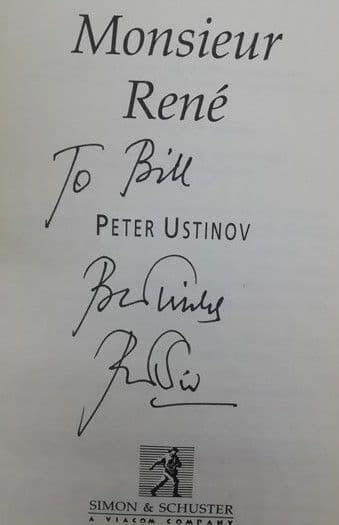 Monsieur
René
To Bill
PETER USTINOV
Best Wishes
SIMON & SCHUSTER
A VIACOM COMPANY